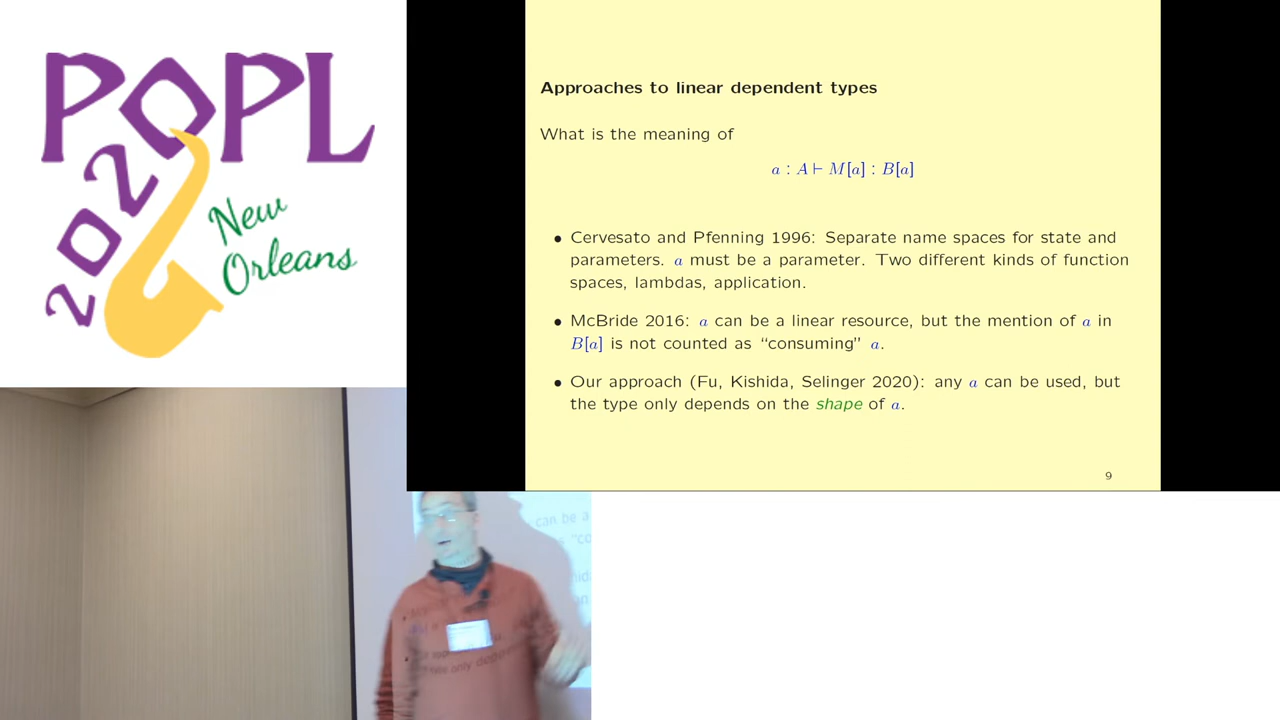 POPL
2020
New
Orleans
Approaches to linear dependent types
What is the meaning of
a : A ⊢ M[a] : B[a]
• Cervesato and Pfenning 1996: Separate name spaces for state and
parameters. a must be a parameter. Two different kinds of function
spaces, lambdas, application.
• McBride 2016: a can be a linear resource, but the mention of a in
B[a] is not counted as “consuming” a.
• Our approach (Fu, Kishida, Selinger 2020): any a can be used, but
the type only depends on the shape of a.
9
can be a